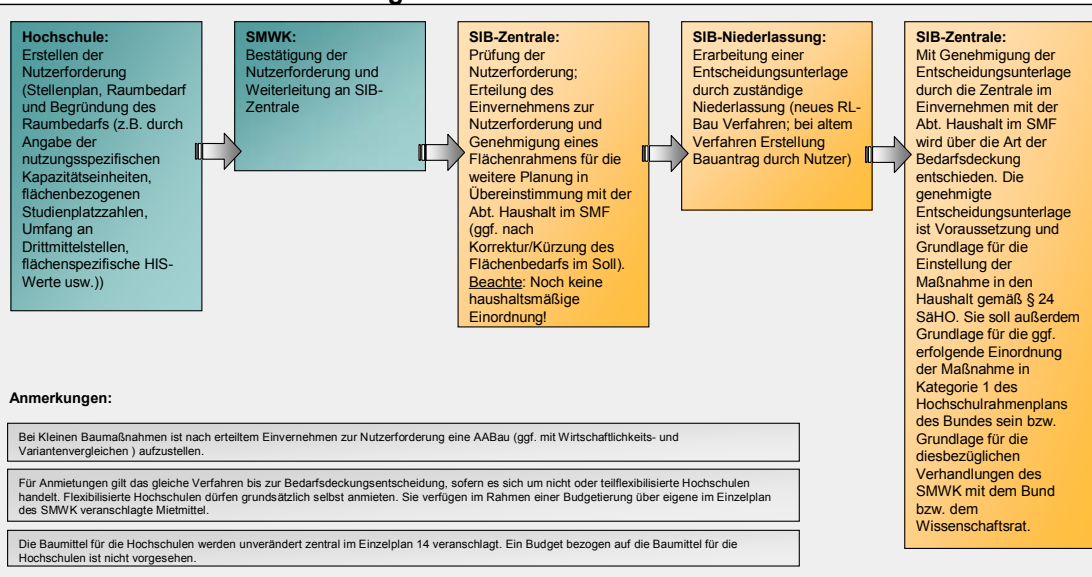 Hochschule:
Erstellen der
Nutzerforderung
(Stellenplan, Raumbedarf
und Begründung des
Raumbedarfs (z.B. durch
Angabe der
nutzungsspezifischen
Kapazitätseinheiten,
flächenbezogenen
Studienplatzzahlen,
Umfang an
Drittmittelstellen,
flächenspezifische HIS-
Werte usw.))
SMWK:
Bestätigung der
Nutzerforderung und
Weiterleitung an SIB-
Zentrale
SIB-Zentrale:
Prüfung der
Nutzerforderung;
Erteilung des
Einvernehmens zur
Nutzerforderung und
Genehmigung eines
Flächenrahmens für die
weitere Planung in
Übereinstimmung mit der
Abt. Haushalt im SMF
(ggf. nach
Korrektur/Kürzung des
Flächenbedarfs im Soll).
Beachte: Noch keine
haushaltsmäßige
Einordnung!
SIB-Niederlassung:
Erarbeitung einer
Entscheidungsunterlage
durch zuständige
Niederlassung (neues RL-
Bau Verfahren; bei altem
Verfahren Erstellung
Bauantrag durch Nutzer)
SIB-Zentrale:
Mit Genehmigung der
Entscheidungsunterlage
durch die Zentrale im
Einvernehmen mit der
Abt. Haushalt im SMF
wird über die Art der
Bedarfsdeckung
entschieden. Die
genehmigte
Entscheidungsunterlage
ist Voraussetzung und
Grundlage für die
Einstellung der
Maßnahme in den
Haushalt gemäß § 24
SäHO. Sie soll außerdem
Grundlage für die ggf.
erfolgende Einordnung
der Maßnahme in
Kategorie 1 des
Hochschulrahmenplans
des Bundes sein bzw.
Grundlage für die
diesbezüglichen
Verhandlungen des
SMWK mit dem Bund
bzw. dem
Wissenschaftsrat.
Anmerkungen:
Bei Kleinen Baumaßnahmen ist nach erteiltem Einvernehmen zur Nutzerforderung eine AABau (ggf. mit Wirtschaftlichkeits- und
Variantenvergleichen ) aufzustellen.
Für Anmietungen gilt das gleiche Verfahren bis zur Bedarfsdeckungsentscheidung, sofern es sich um nicht oder teilflexibilisierte Hochschulen
handelt. Flexibilisierte Hochschulen dürfen grundsätzlich selbst anmieten. Sie verfügen im Rahmen einer Budgetierung über eigene im Einzelplan
des SMWK veranschlagte Mietmittel.
Die Baumittel für die Hochschulen werden unverändert zentral im Einzelplan 14 veranschlagt. Ein Budget bezogen auf die Baumittel für die
Hochschulen ist nicht vorgesehen.